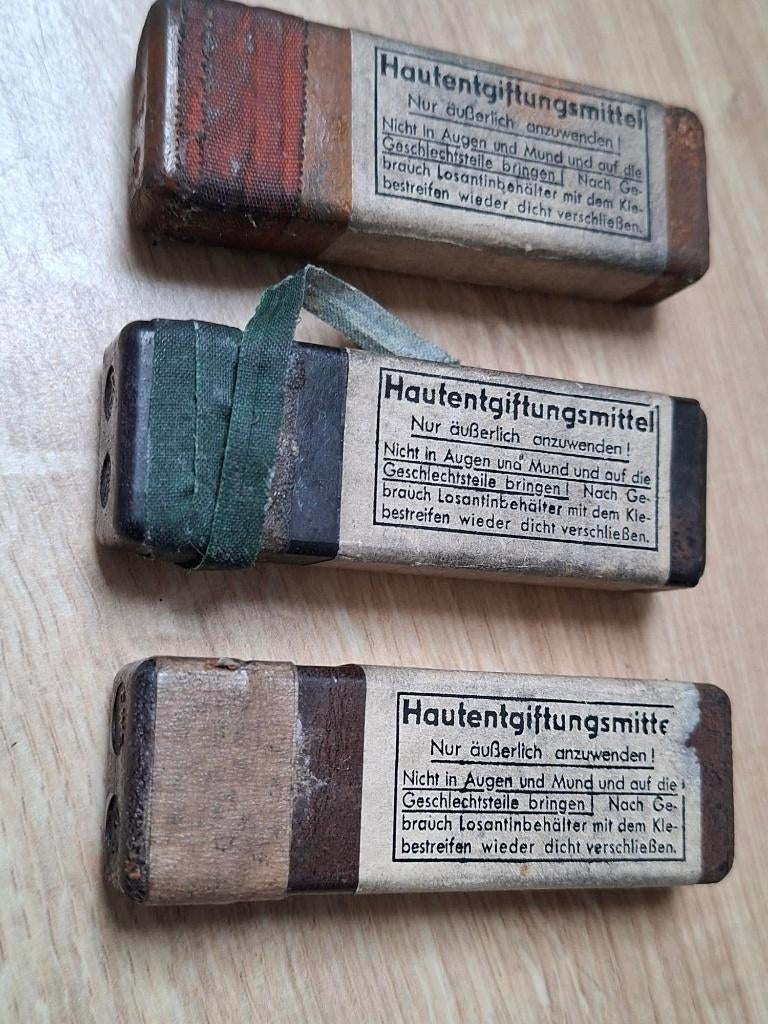 Hautentgiftungsmittel
Nur äußerlich anzuwenden!
Nicht in Augen und Mund und auf die
Geschlechtsteile bringen! Nach Ge-
brauch Losantinbehälter mit dem Kle-
bestreifen wieder dicht verschließen.
Hautentgiftungsmittel
Nur äußerlich anzuwenden!
Nicht in Augen und Mund und auf die
Geschlechtsteile bringen! Nach Ge-
brauch Losantinbehälter mit dem Kle-
bestreifen wieder dicht verschließen.
Hautentgiftungsmitte
Nur äußerlich anzuwenden!
Nicht in Augen und Mund und auf die
Geschlechtsteile bringen! Nach Ge-
brauch Losantinbehälter mit dem Kle-
bestreifen wieder dicht verschließen.